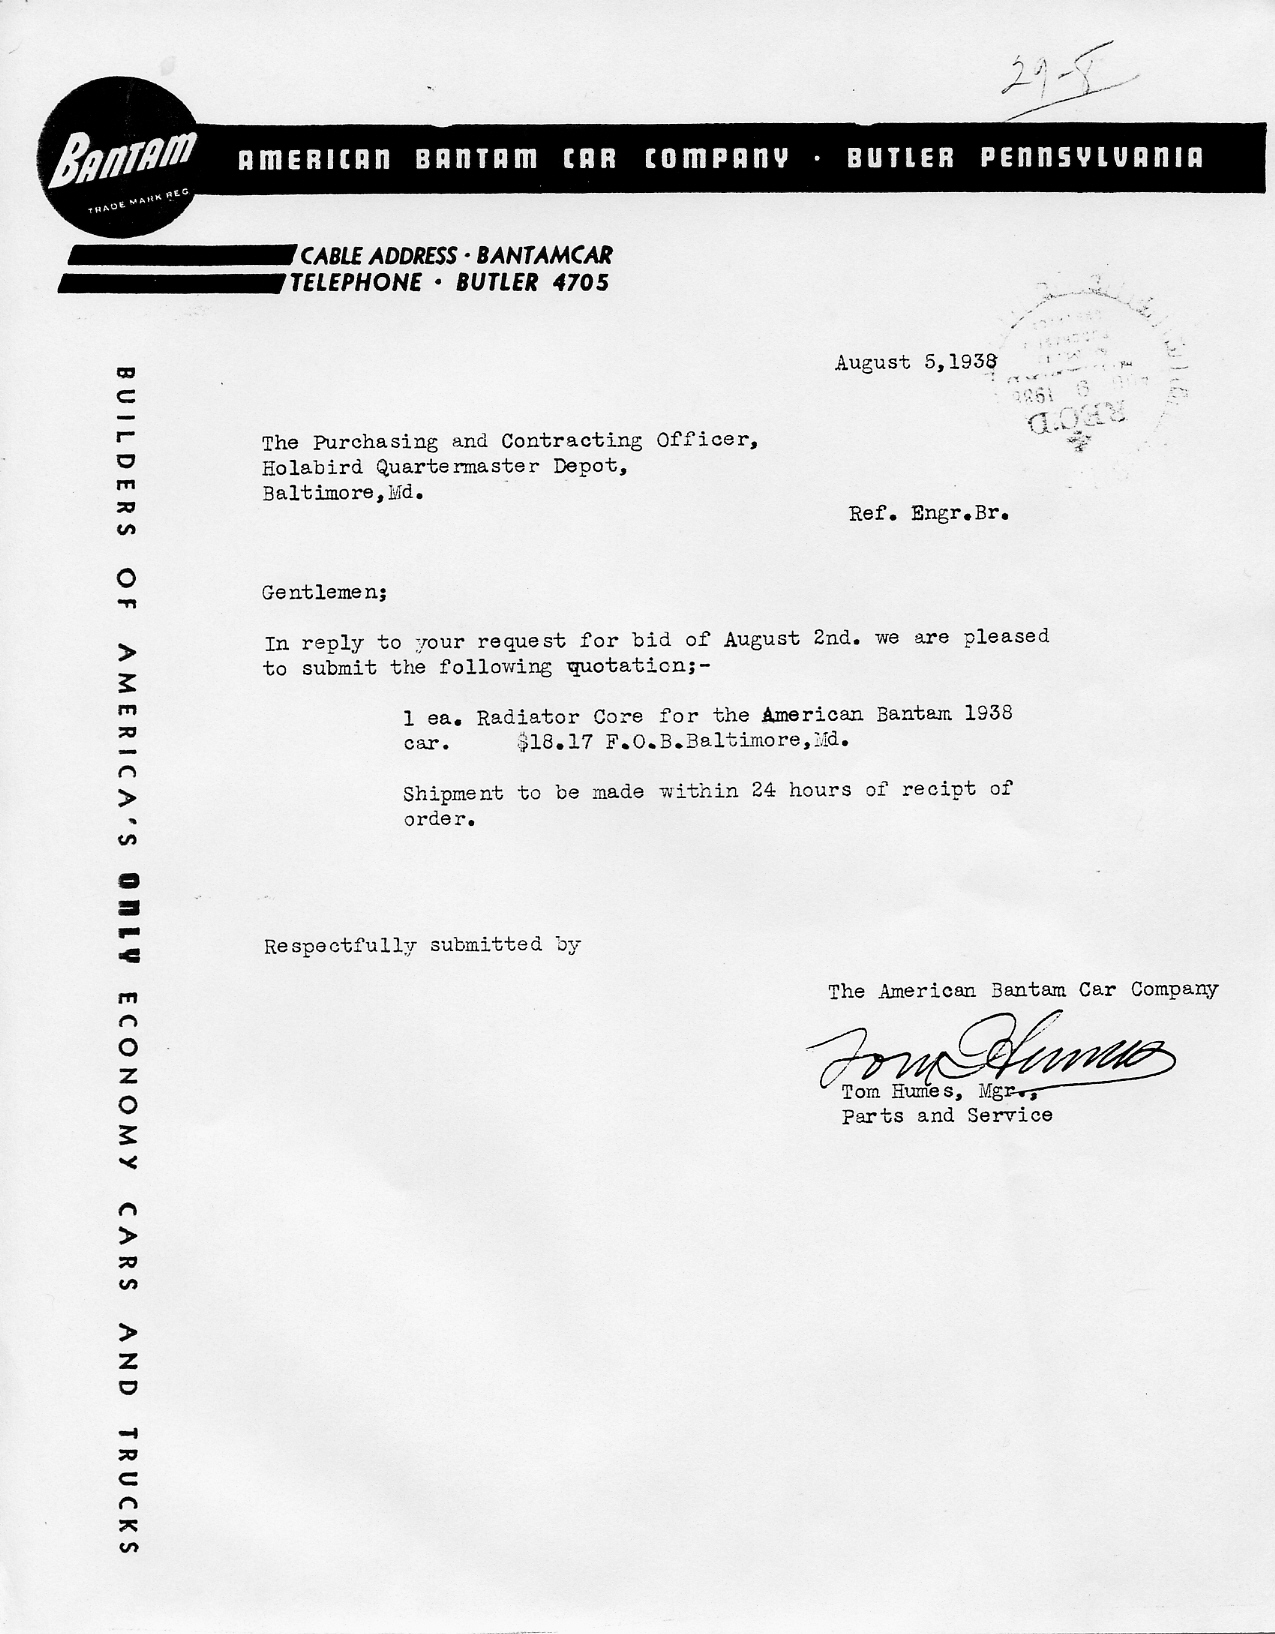 29-8
BANTAM
TRADE MARK REG
AMERICAN BANTAM CAR COMPANY · BUTLER PENNSYLVANIA
CABLE ADDRESS · BANTAMCAR
TELEPHONE · BUTLER 4705
BUILDERS OF AMERICA'S ONLY ECONOMY CARS AND TRUCKS
August 5,1938
REC'D
The Purchasing and Contracting Officer,
Holabird Quartermaster Depot,
Baltimore,Md.
Ref. Engr.Br.
Gentlemen;
In reply to your request for bid of August 2nd. we are pleased
to submit the following quotation;-
1 ea. Radiator Core for the American Bantam 1938
car. $18.17 F.O.B.Baltimore,Md.
Shipment to be made within 24 hours of recipt of
order.
Respectfully submitted by
The American Bantam Car Company
Tom Humes
Tom Humes, Mgr.,
Parts and Service